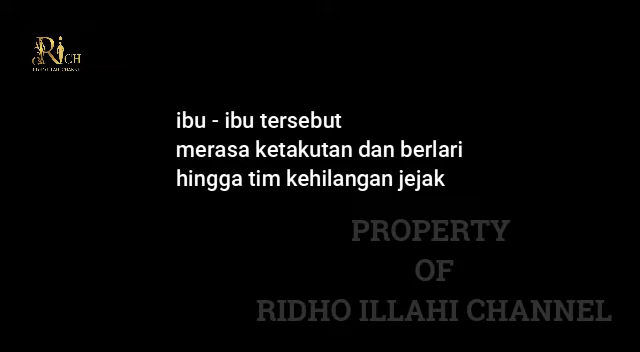 RiCH
ibu - ibu tersebut
merasa ketakutan dan berlari
hingga tim kehilangan jejak
PROPERTY
OF
RIDHO ILLAHI CHANNEL